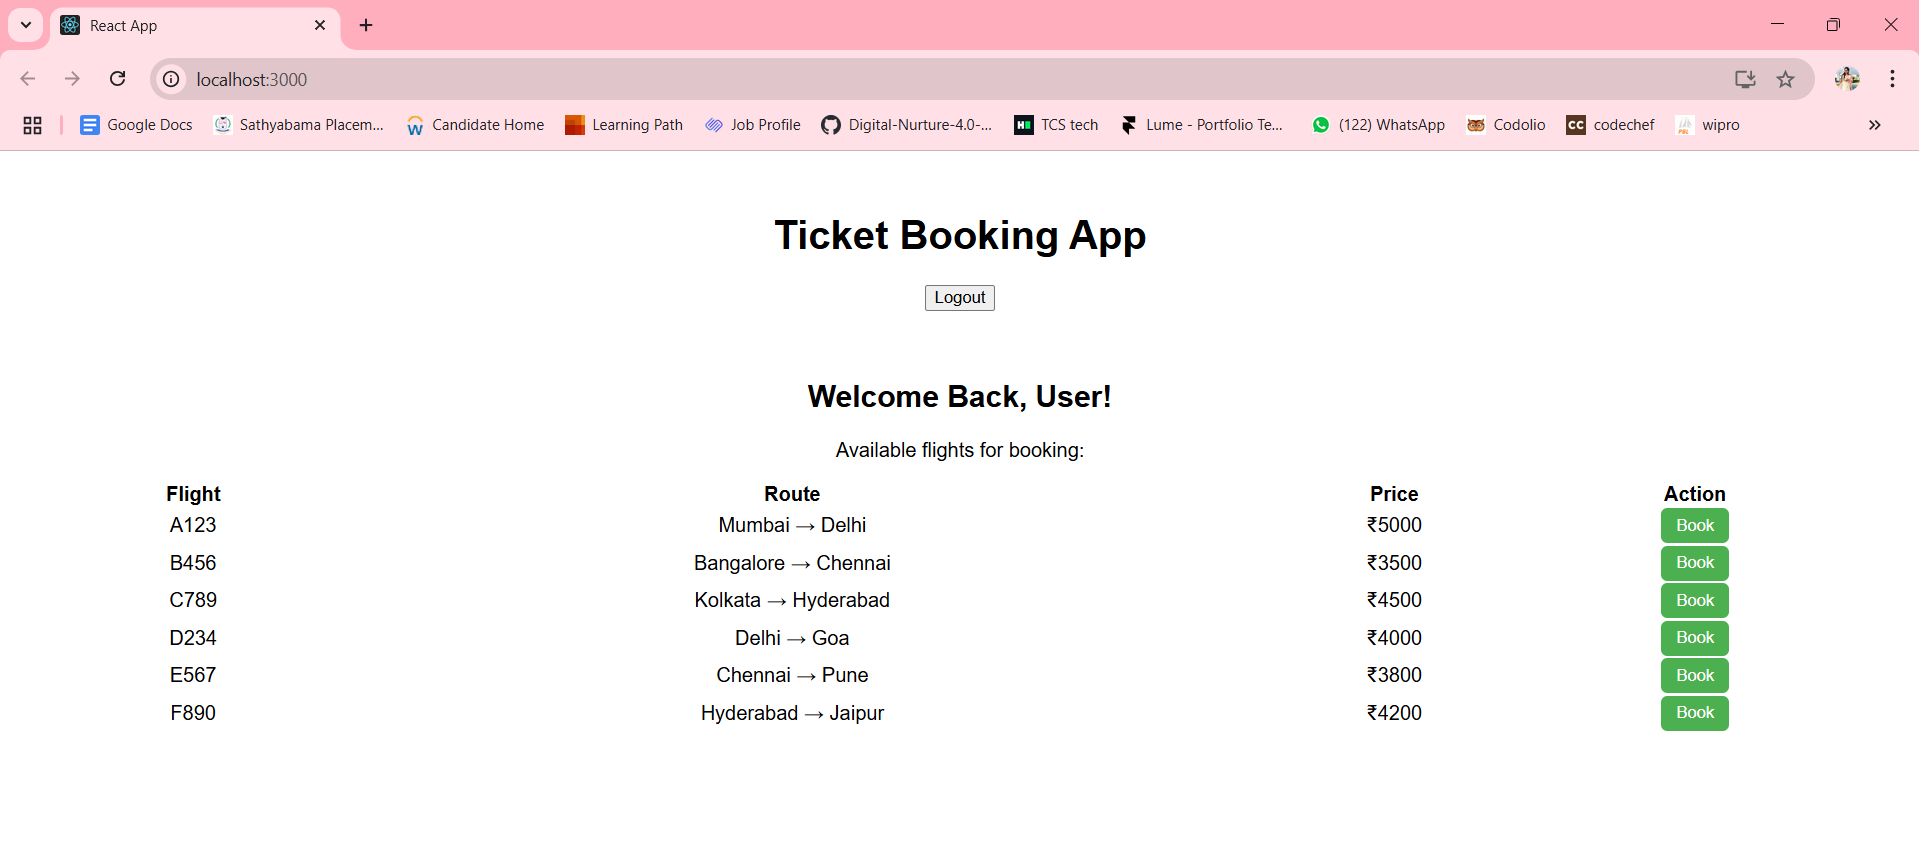 React App
localhost:3000
Google Docs Sathyabama Placem... Candidate Home Learning Path Job Profile Digital-Nurture-4.0-... TCS tech Lume - Portfolio Te... (122) WhatsApp Codolio CC codechef wipro
Ticket Booking App
Logout
Welcome Back, User!
Available flights for booking:
Flight Route Price Action
A123 Mumbai → Delhi ₹5000 Book
B456 Bangalore → Chennai ₹3500 Book
C789 Kolkata → Hyderabad ₹4500 Book
D234 Delhi → Goa ₹4000 Book
E567 Chennai → Pune ₹3800 Book
F890 Hyderabad → Jaipur ₹4200 Book